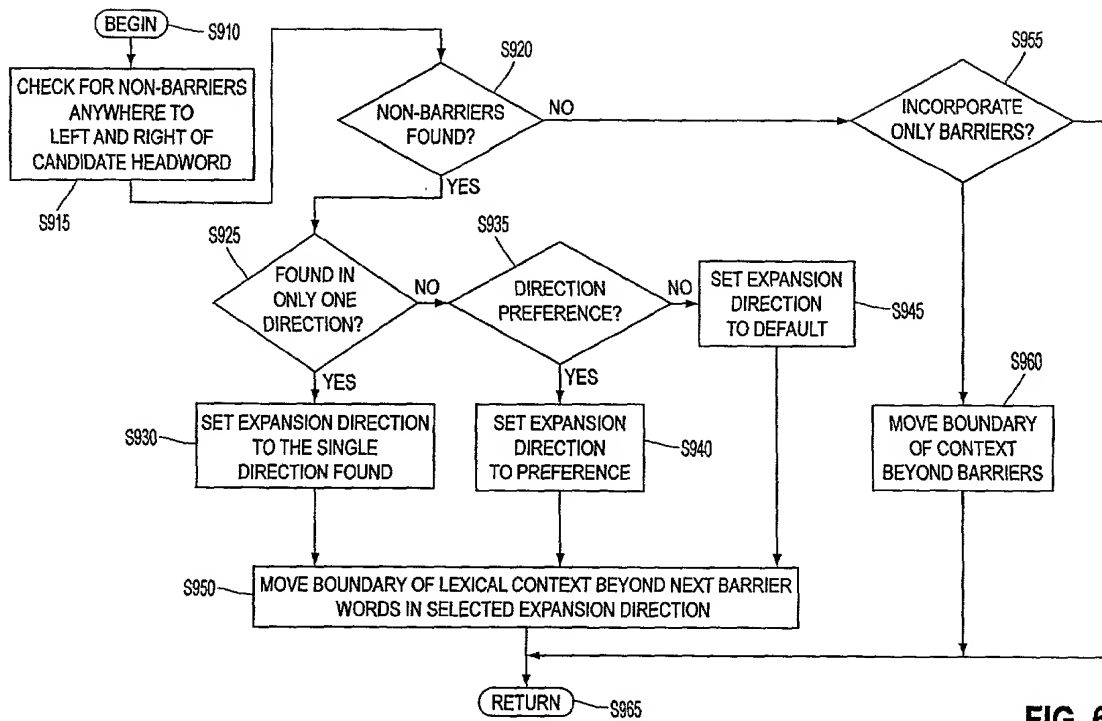 BEGIN
S910
CHECK FOR NON-BARRIERS
ANYWHERE TO
LEFT AND RIGHT OF
CANDIDATE HEADWORD
S915
S920
NON-BARRIERS
FOUND?
NO
YES
S955
INCORPORATE
ONLY BARRIERS?
S925
FOUND IN
ONLY ONE
DIRECTION?
NO
YES
S935
DIRECTION
PREFERENCE?
NO
YES
SET EXPANSION
DIRECTION
TO DEFAULT
S945
S930
SET EXPANSION DIRECTION
TO THE SINGLE
DIRECTION FOUND
SET EXPANSION
DIRECTION
TO PREFERENCE
S940
S960
MOVE BOUNDARY
OF CONTEXT
BEYOND BARRIERS
S950
MOVE BOUNDARY OF LEXICAL CONTEXT BEYOND NEXT BARRIER
WORDS IN SELECTED EXPANSION DIRECTION
RETURN
S965
FIG. 6